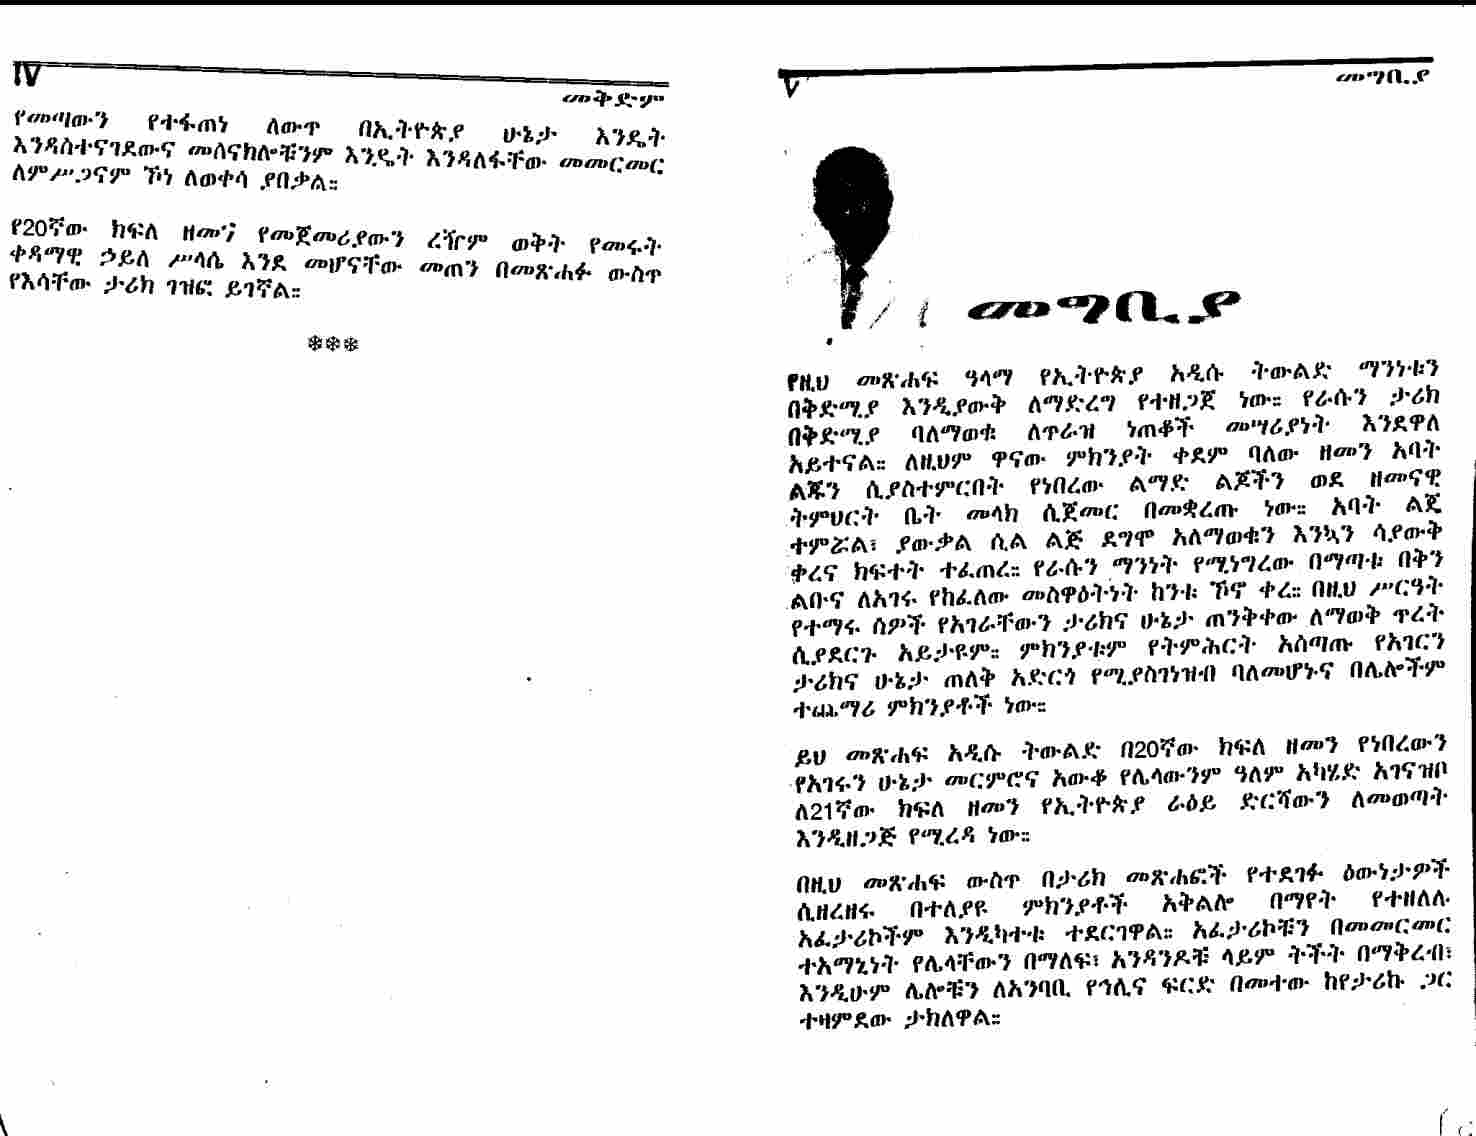 IV
መቅድም
የመጣውን የተፋጠነ ለውጥ በኢትዮጵያ ሁኔታ እንዴት
እንዳስተናገደውና መሰናክሎቹንም እንዴት እንዳለፋቸው መመርመር
ለምሥጋናም ኾነ ለወቀሳ ያበቃል።
የ20ኛው ክፍለ ዘመን የመጀመሪያውን ረዥም ወቅት የመሩት
ቀዳማዊ ኃይለ ሥላሴ እንደ መሆናቸው መጠን በመጽሐፉ ውስጥ
የእሳቸው ታሪክ ገዝፎ ይገኛል።
***
V
መግቢያ
መግቢያ
የዚህ መጽሐፍ ዓላማ የኢትዮጵያ አዲሱ ትውልድ ማንነቱን
በቅድሚያ እንዲያውቅ ለማድረግ የተዘጋጀ ነው። የራሱን ታሪክ
በቅድሚያ ባለማወቁ ለጥራዝ ነጠቆች መሣሪያነት እንደዋለ
አይተናል። ለዚህም ዋናው ምክንያት ቀደም ባለው ዘመን አባት
ልጁን ሲያስተምርበት የነበረው ልማድ ልጆችን ወደ ዘመናዊ
ትምህርት ቤት መላክ ሲጀመር በመቋረጡ ነው። አባት ልጄ
ተምሯል፣ ያውቃል ሲል ልጅ ደግሞ አለማወቁን እንኳን ሳያውቅ
ቀረና ክፍተት ተፈጠረ። የራሱን ማንነት የሚነግረው በማጣቱ በቅን
ልቡና ለአገሩ የከፈለው መስዋዕትነት ከንቱ ኾኖ ቀረ። በዚህ ሥርዓት
የተማሩ ሰዎች የአገራቸውን ታሪክና ሁኔታ ጠንቅቀው ለማወቅ ጥረት
ሲያደርጉ አይታዩም። ምክንያቱም የትምሕርት አሰጣጡ የአገርን
ታሪክና ሁኔታ ጠለቅ አድርጎ የሚያስገነዝብ ባለመሆኑና በሌሎችም
ተጨማሪ ምክንያቶች ነው።
ይህ መጽሐፍ አዲሱ ትውልድ በ20ኛው ክፍለ ዘመን የነበረውን
የአገሩን ሁኔታ መርምሮና አውቆ የሌላውንም ዓለም አካሄድ አገናዝቦ
ለ21ኛው ክፍለ ዘመን የኢትዮጵያ ራዕይ ድርሻውን ለመወጣት
እንዲዘጋጅ የሚረዳ ነው።
በዚህ መጽሐፍ ውስጥ በታሪክ መጽሐፎች የተደገፉ ዕውነታዎች
ሲዘረዘሩ በተለያዩ ምክንያቶች አቅልሎ በማየት የተዘለሉ
አፈታሪኮችም እንዲካተቱ ተደርገዋል። አፈታሪኮቹን በመመርመር
ተአማኒነት የሌላቸውን በማለፍ፣ አንዳንዶቹ ላይም ትችት በማቅረብ፣
እንዲሁም ሌሎቹን ለአንባቢ የኅሊና ፍርድ በመተው ከየታሪኩ ጋር
ተዛምደው ታክለዋል።